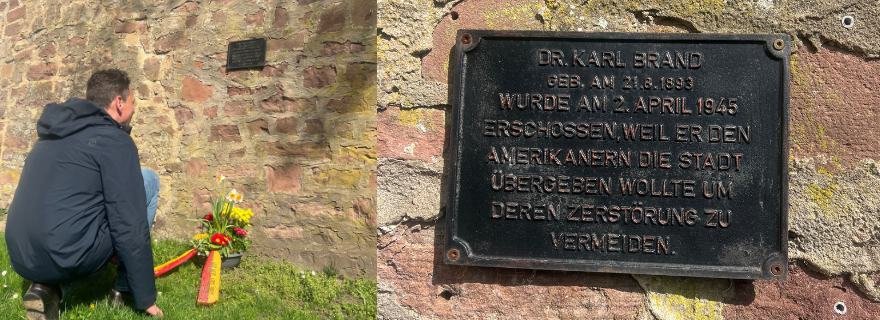 DR. KARL BRAND
GEB. AM 21.8.1893
WURDE AM 2. APRIL 1945
ERSCHOSSEN, WEIL ER DEN
AMERIKANERN DIE STADT
ÜBERGEBEN WOLLTE UM
DEREN ZERSTÖRUNG ZU
VERMEIDEN.